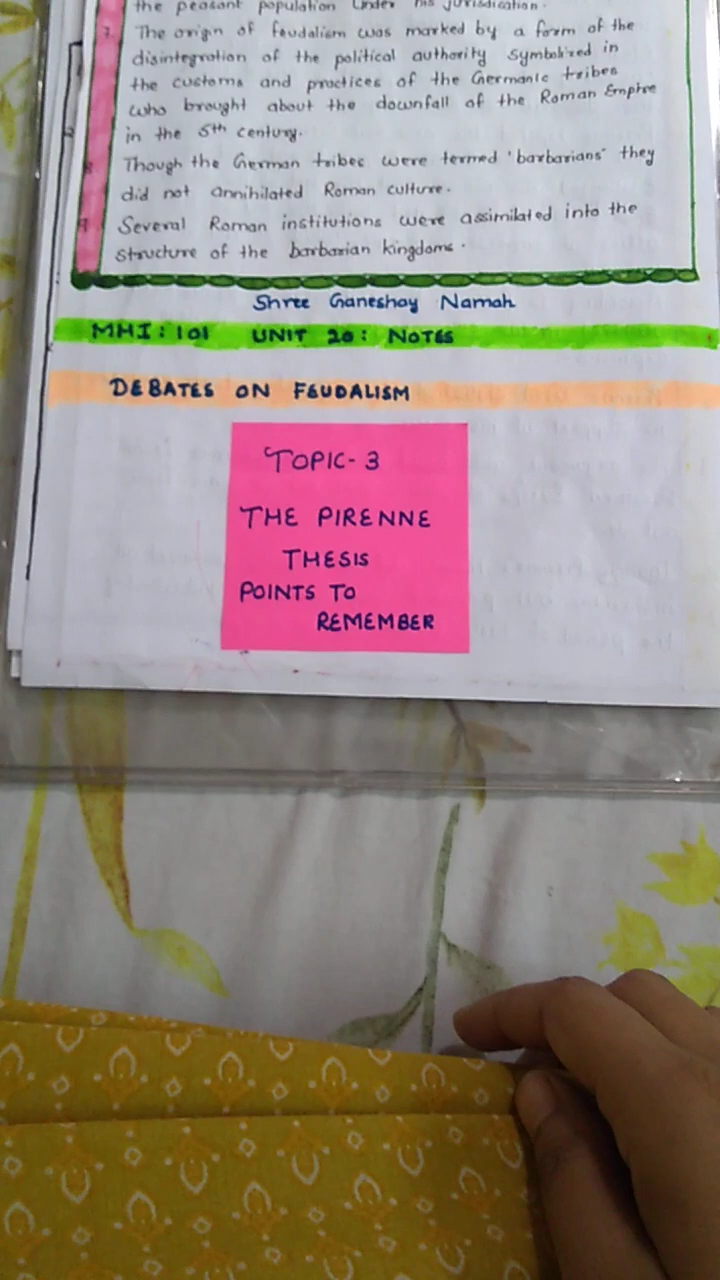 the peasant population under his jurisdication.
7. The origin of feudalism was marked by a form of the
disintegration of the political authority symbolized in
the customs and practices of the Germanic tribes
who brought about the downfall of the Roman Empire
in the 5th century.
8. Though the German tribes were termed 'barbarians' they
did not annihilated Roman culture.
9 Several Roman institutions were assimilated into the
structure of the barbarian kingdoms.
Shree Ganeshay Namah
MHI: 101 UNIT 20: NOTES
DEBATES ON FEUDALISM
TOPIC-3
THE PIRENNE
THESIS
POINTS TO
REMEMBER